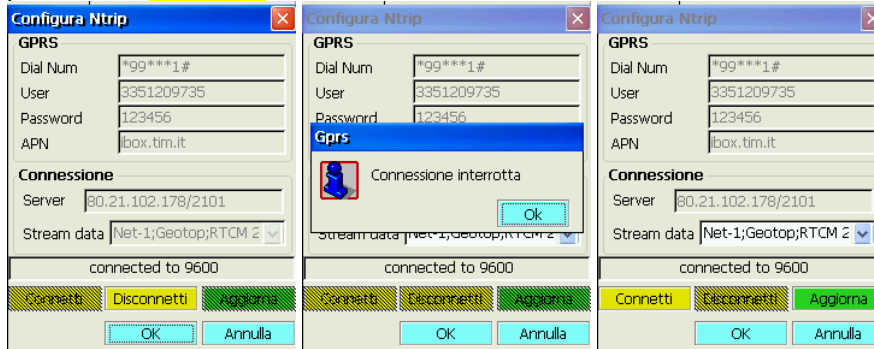 Configura Ntrip
GPRS
Dial Num *99***1#
User 3351209735
Password 123456
APN ibox.tim.it
Connessione
Server 80.21.102.178/2101
Stream data Net-1;Geotop;RTCM 2
connected to 9600
Connetti Disconnetti Aggiorna
OK Annulla
Configura Ntrip
GPRS
Dial Num *99***1#
User 3351209735
Password 123456
Gprs
Connessione interrotta
Ok
Stream data Net-1;Geotop;RTCM 2
connected to 9600
Connetti Disconnetti Aggiorna
OK Annulla
Configura Ntrip
GPRS
Dial Num *99***1#
User 3351209735
Password 123456
APN ibox.tim.it
Connessione
Server 80.21.102.178/2101
Stream data Net-1;Geotop;RTCM 2
connected to 9600
Connetti Disconnetti Aggiorna
OK Annulla